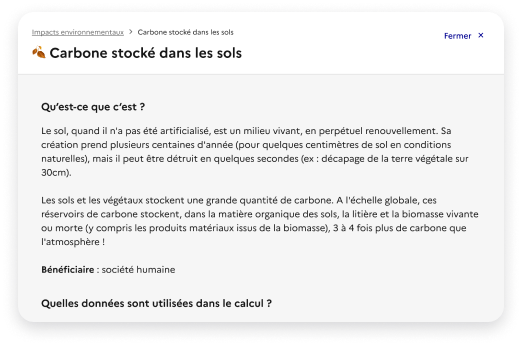 Impacts environnementaux > Carbone stocké dans les sols
Fermer ×
Carbone stocké dans les sols
Qu’est-ce que c’est ?
Le sol, quand il n'a pas été artificialisé, est un milieu vivant, en perpétuel renouvellement. Sa
création prend plusieurs centaines d'année (pour quelques centimètres de sol en conditions
naturelles), mais il peut être détruit en quelques secondes (ex : décapage de la terre végétale sur
30cm).
Les sols et les végétaux stockent une grande quantité de carbone. A l'échelle globale, ces
réservoirs de carbone stockent, dans la matière organique des sols, la litière et la biomasse vivante
ou morte (y compris les produits matériaux issus de la biomasse), 3 à 4 fois plus de carbone que
l'atmosphère !
Bénéficiaire : société humaine
Quelles données sont utilisées dans le calcul ?